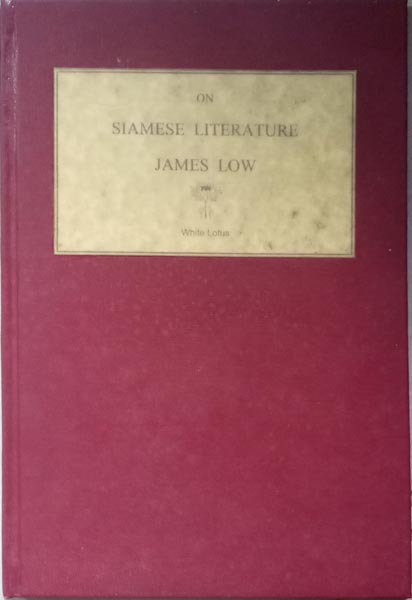 ON
SIAMESE LITERATURE
JAMES LOW
White Lotus